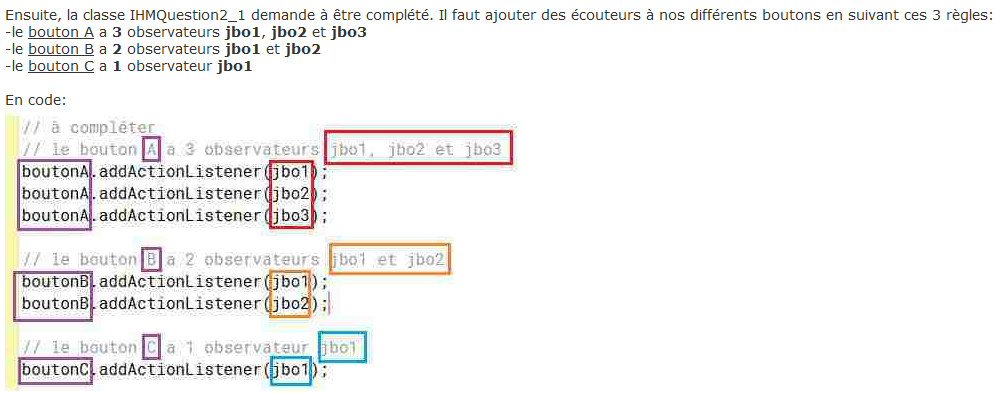 Ensuite, la classe IHMQuestion2_1 demande à être complété. Il faut ajouter des écouteurs à nos différents boutons en suivant ces 3 règles:
-le bouton A a 3 observateurs jbo1, jbo2 et jbo3
-le bouton B a 2 observateurs jbo1 et jbo2
-le bouton C a 1 observateur jbo1
En code:
// à compléter
// le bouton A a 3 observateurs jbo1, jbo2 et jbo3
boutonA.addActionListener(jbo1);
boutonA.addActionListener(jbo2);
boutonA.addActionListener(jbo3);
// le bouton B a 2 observateurs jbo1 et jbo2
boutonB.addActionListener(jbo1);
boutonB.addActionListener(jbo2);
// le bouton C a 1 observateur jbo1
boutonC.addActionListener(jbo1);